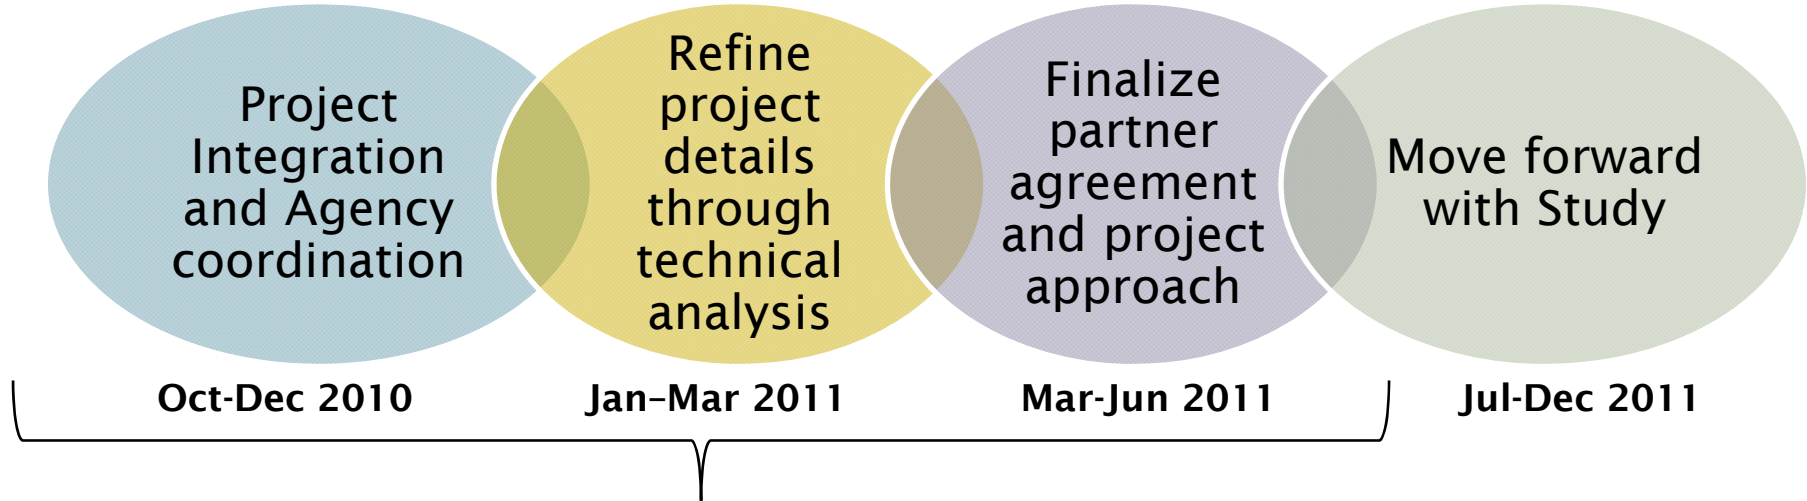 Project
Integration
and Agency
coordination
Refine
project
details
through
technical
analysis
Finalize
partner
agreement
and project
approach
Move forward
with Study
Oct-Dec 2010
Jan–Mar 2011
Mar-Jun 2011
Jul-Dec 2011